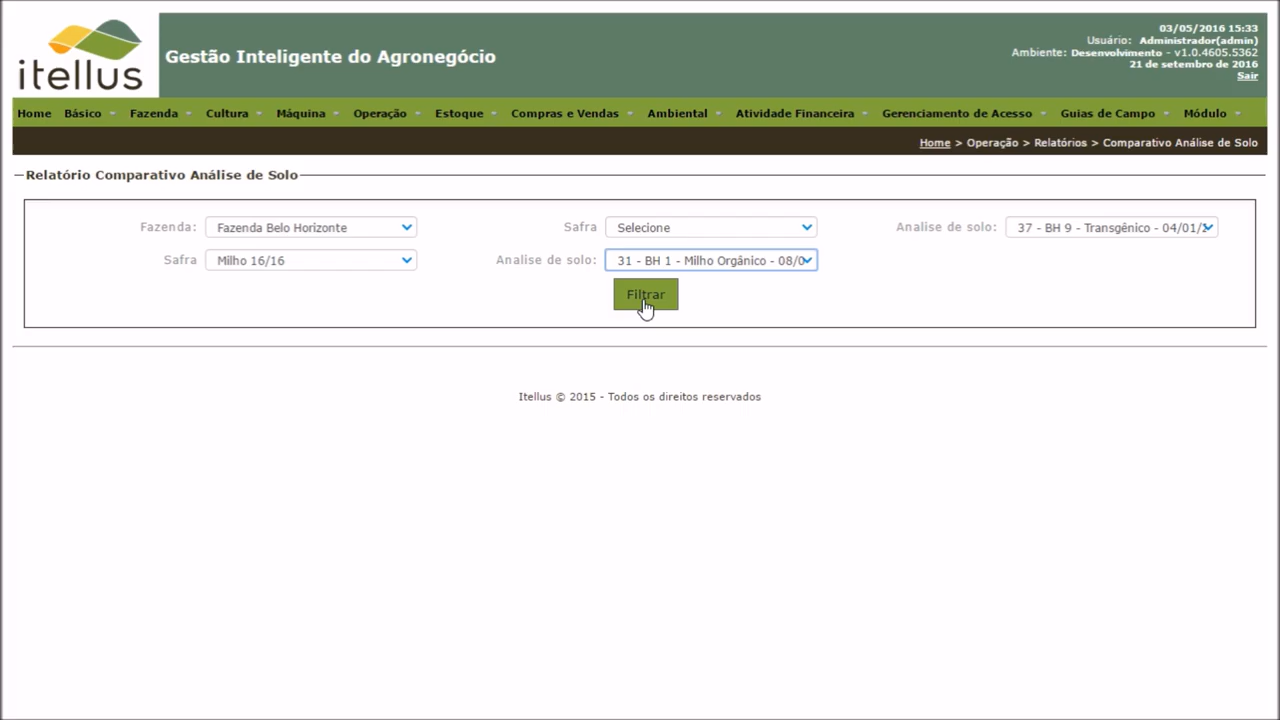 itellus
Gestão Inteligente do Agronegócio
03/05/2016 15:33
Usuário: Administrador(admin)
Ambiente: Desenvolvimento - v1.0.4605.5362
21 de setembro de 2016
Sair
Home Básico Fazenda Cultura Máquina Operação Estoque Compras e Vendas Ambiental Atividade Financeira Gerenciamento de Acesso Guias de Campo Módulo
Home > Operação > Relatórios > Comparativo Análise de Solo
Relatório Comparativo Análise de Solo
Fazenda: Fazenda Belo Horizonte Safra Selecione Analise de solo: 37 - BH 9 - Transgênico - 04/01/1
Safra Milho 16/16 Analise de solo: 31 - BH 1 - Milho Orgânico - 08/0
Filtrar
Itellus © 2015 - Todos os direitos reservados